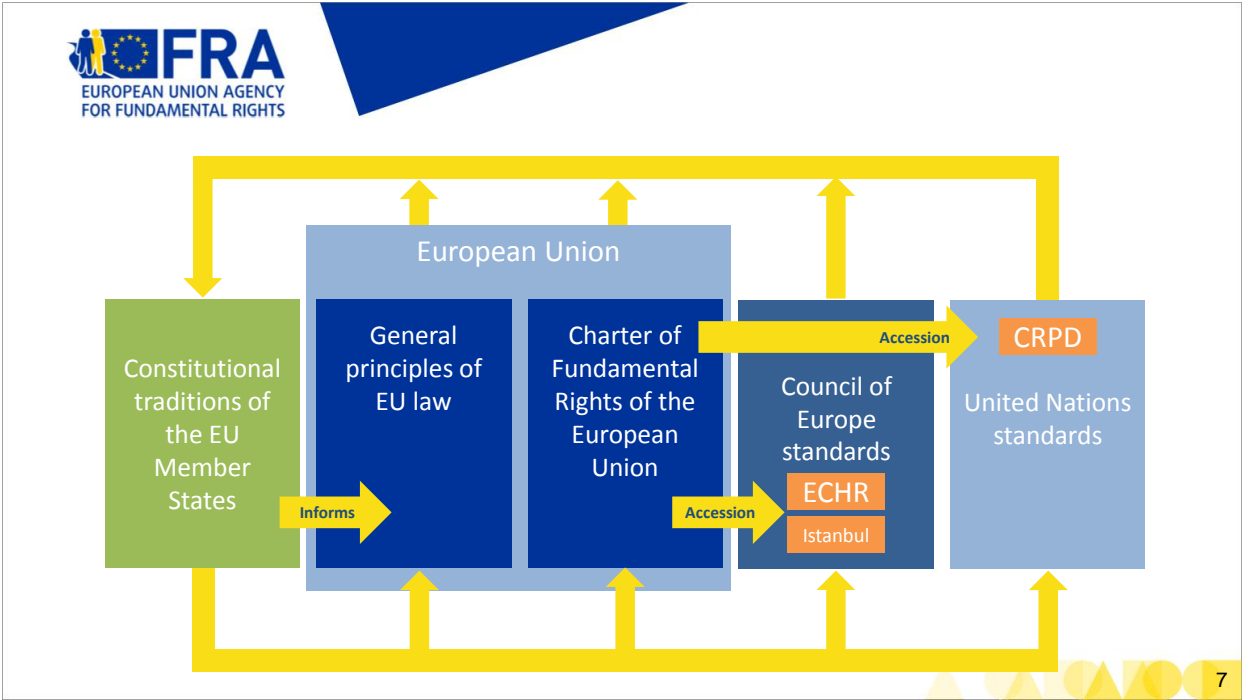 FRA
EUROPEAN UNION AGENCY
FOR FUNDAMENTAL RIGHTS
European Union
Constitutional
traditions of
the EU
Member
States
Informs
General
principles of
EU law
Charter of
Fundamental
Rights of the
European
Union
Accession
Accession
Council of
Europe
standards
ECHR
Istanbul
CRPD
United Nations
standards
7